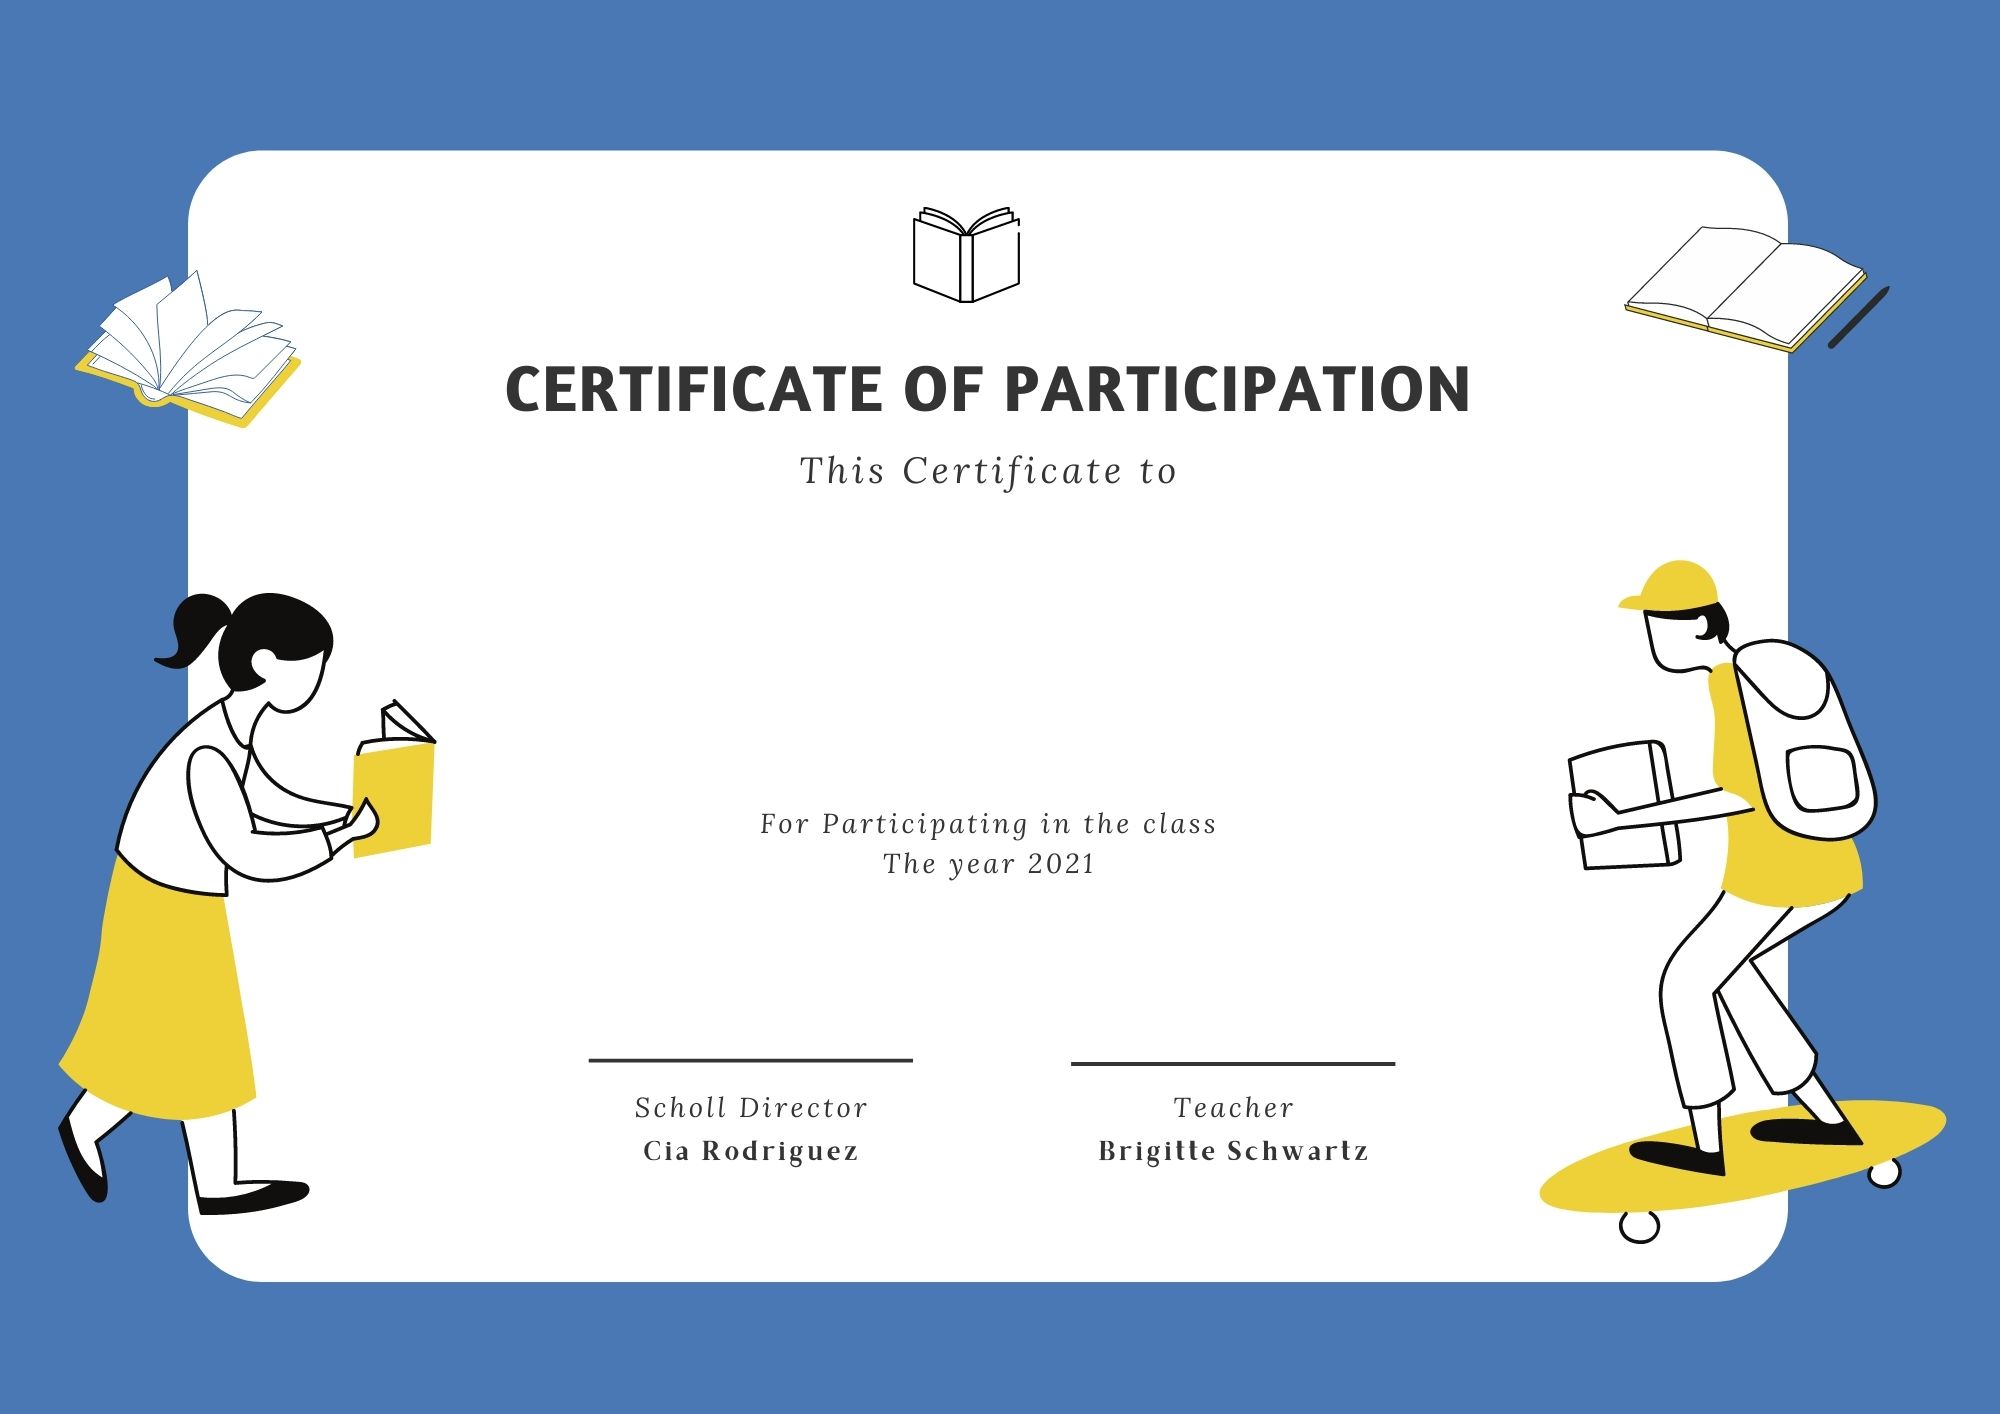 CERTIFICATE OF PARTICIPATION
This Certificate to
For Participating in the class
The year 2021
Scholl Director
Cia Rodriguez
Teacher
Brigitte Schwartz